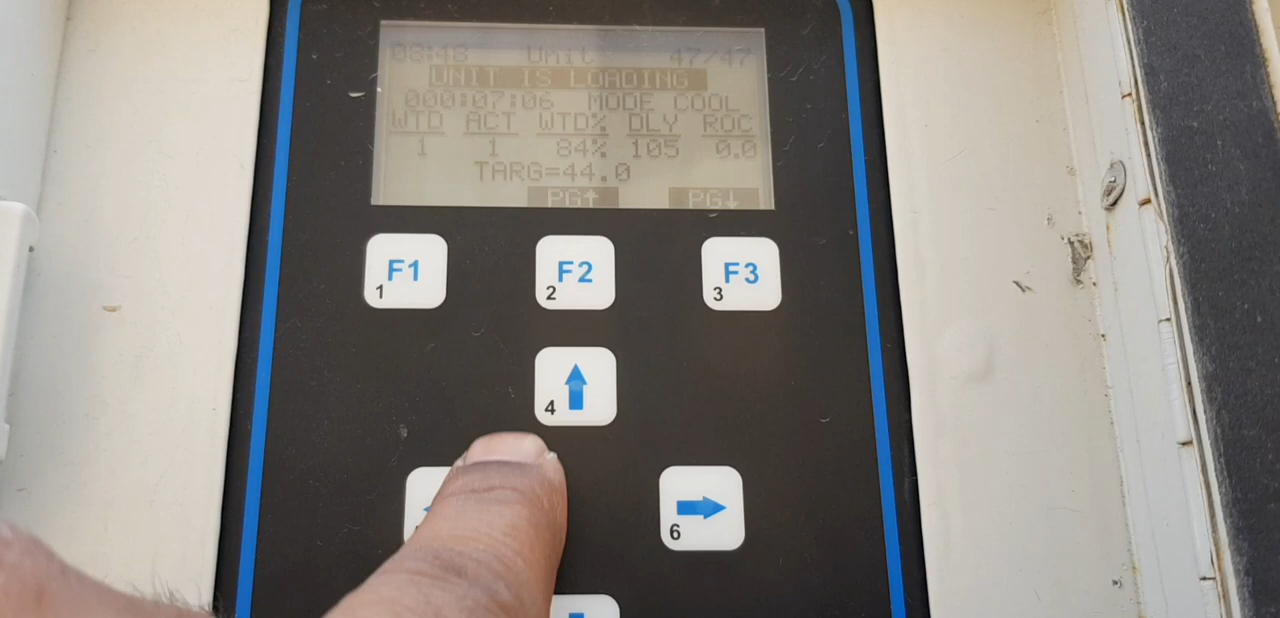 08:48 Unit 47/47
UNIT IS LOADING
000:07:06 MODE COOL
WTD ACT WTD% DLY ROC
1 1 84% 105 0.0
TARG=44.0
PG↑ PG↓
F1 F2 F3
1 2 3
4
6